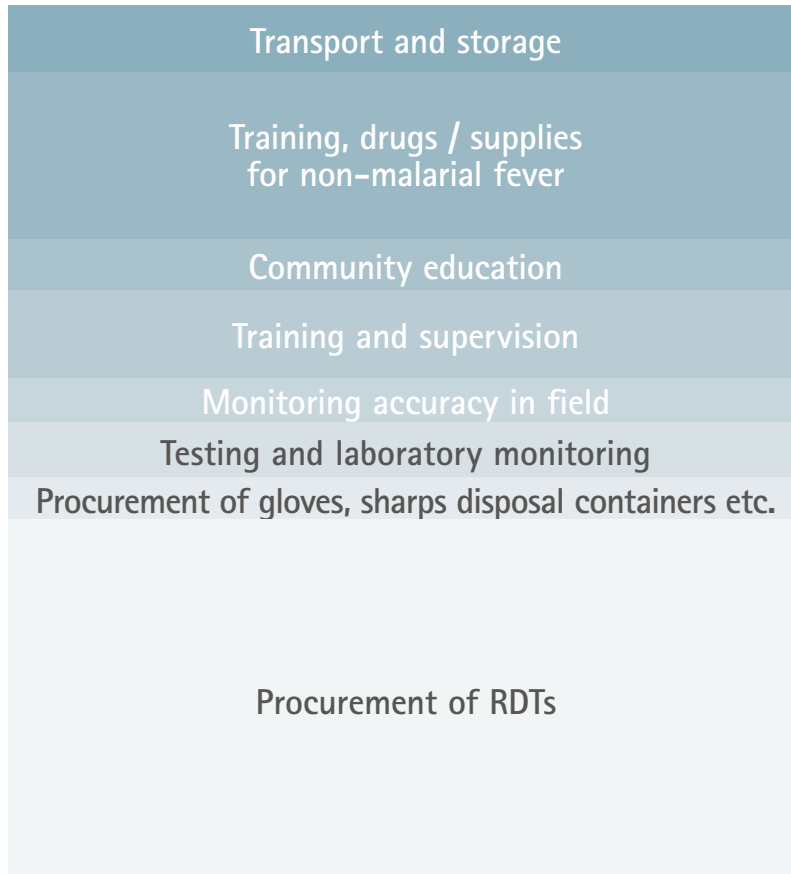 Transport and storage
Training, drugs / supplies
for non-malarial fever
Community education
Training and supervision
Monitoring accuracy in field
Testing and laboratory monitoring
Procurement of gloves, sharps disposal containers etc.
Procurement of RDTs